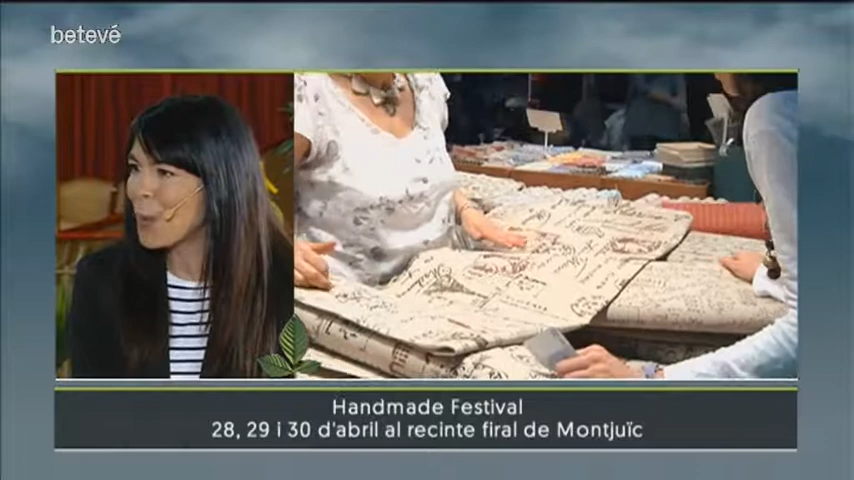 betevé
Handmade Festival
28, 29 i 30 d'abril al recinte firal de Montjuïc